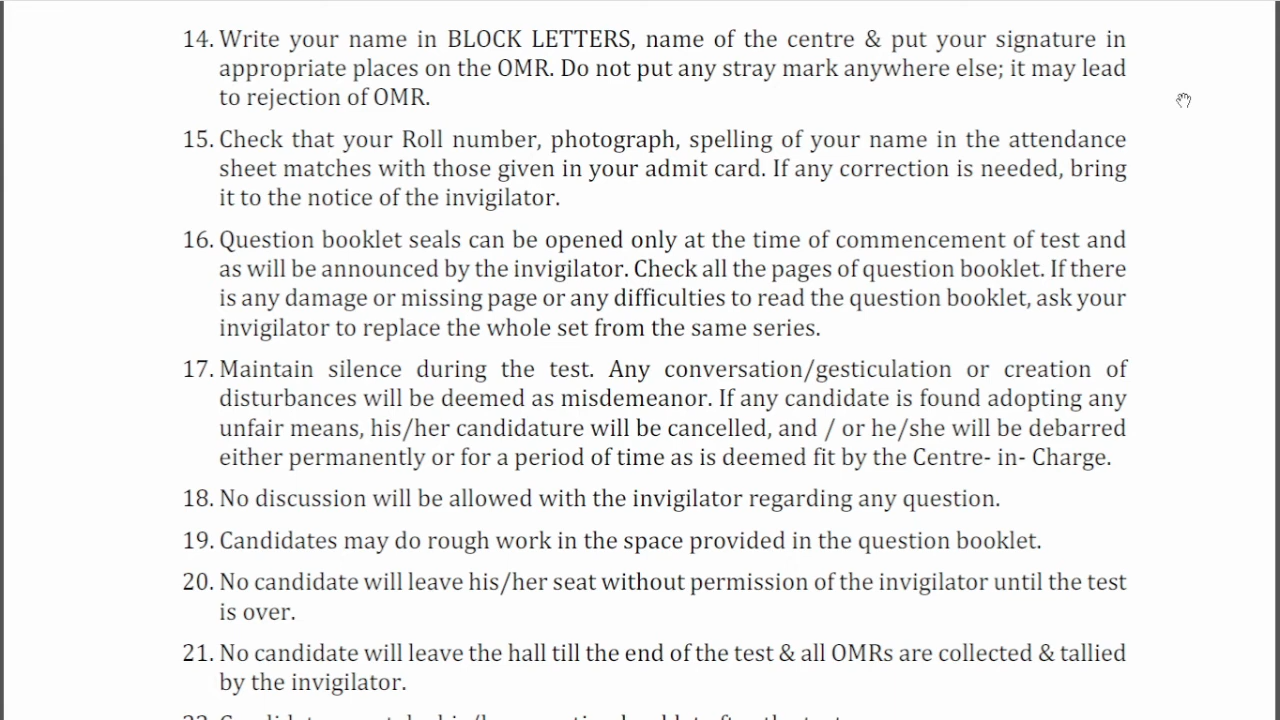 14. Write your name in BLOCK LETTERS, name of the centre & put your signature in
appropriate places on the OMR. Do not put any stray mark anywhere else; it may lead
to rejection of OMR.
15. Check that your Roll number, photograph, spelling of your name in the attendance
sheet matches with those given in your admit card. If any correction is needed, bring
it to the notice of the invigilator.
16. Question booklet seals can be opened only at the time of commencement of test and
as will be announced by the invigilator. Check all the pages of question booklet. If there
is any damage or missing page or any difficulties to read the question booklet, ask your
invigilator to replace the whole set from the same series.
17. Maintain silence during the test. Any conversation/gesticulation or creation of
disturbances will be deemed as misdemeanor. If any candidate is found adopting any
unfair means, his/her candidature will be cancelled, and / or he/she will be debarred
either permanently or for a period of time as is deemed fit by the Centre- in- Charge.
18. No discussion will be allowed with the invigilator regarding any question.
19. Candidates may do rough work in the space provided in the question booklet.
20. No candidate will leave his/her seat without permission of the invigilator until the test
is over.
21. No candidate will leave the hall till the end of the test & all OMRs are collected & tallied
by the invigilator.